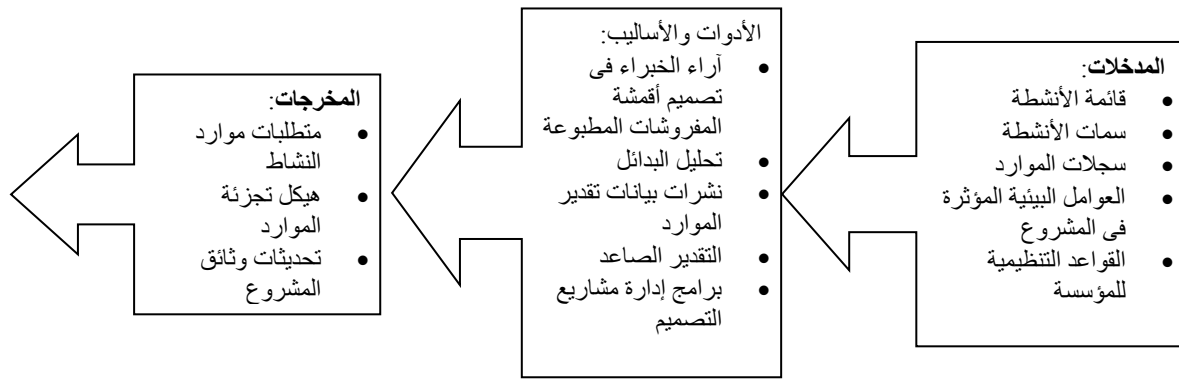 المدخلات:
• قائمة الأنشطة
• سمات الأنشطة
• سجلات الموارد
• العوامل البيئية المؤثرة
فى المشروع
• القواعد التنظيمية
للمؤسسة
الأدوات والأساليب:
• آراء الخبراء فى
تصميم أقمشة
المفروشات المطبوعة
• تحليل البدائل
• نشرات بيانات تقدير
الموارد
• التقدير الصاعد
• برامج إدارة مشاريع
التصميم
المخرجات:
• متطلبات موارد
النشاط
• هيكل تجزئة
الموارد
• تحديثات وثائق
المشروع